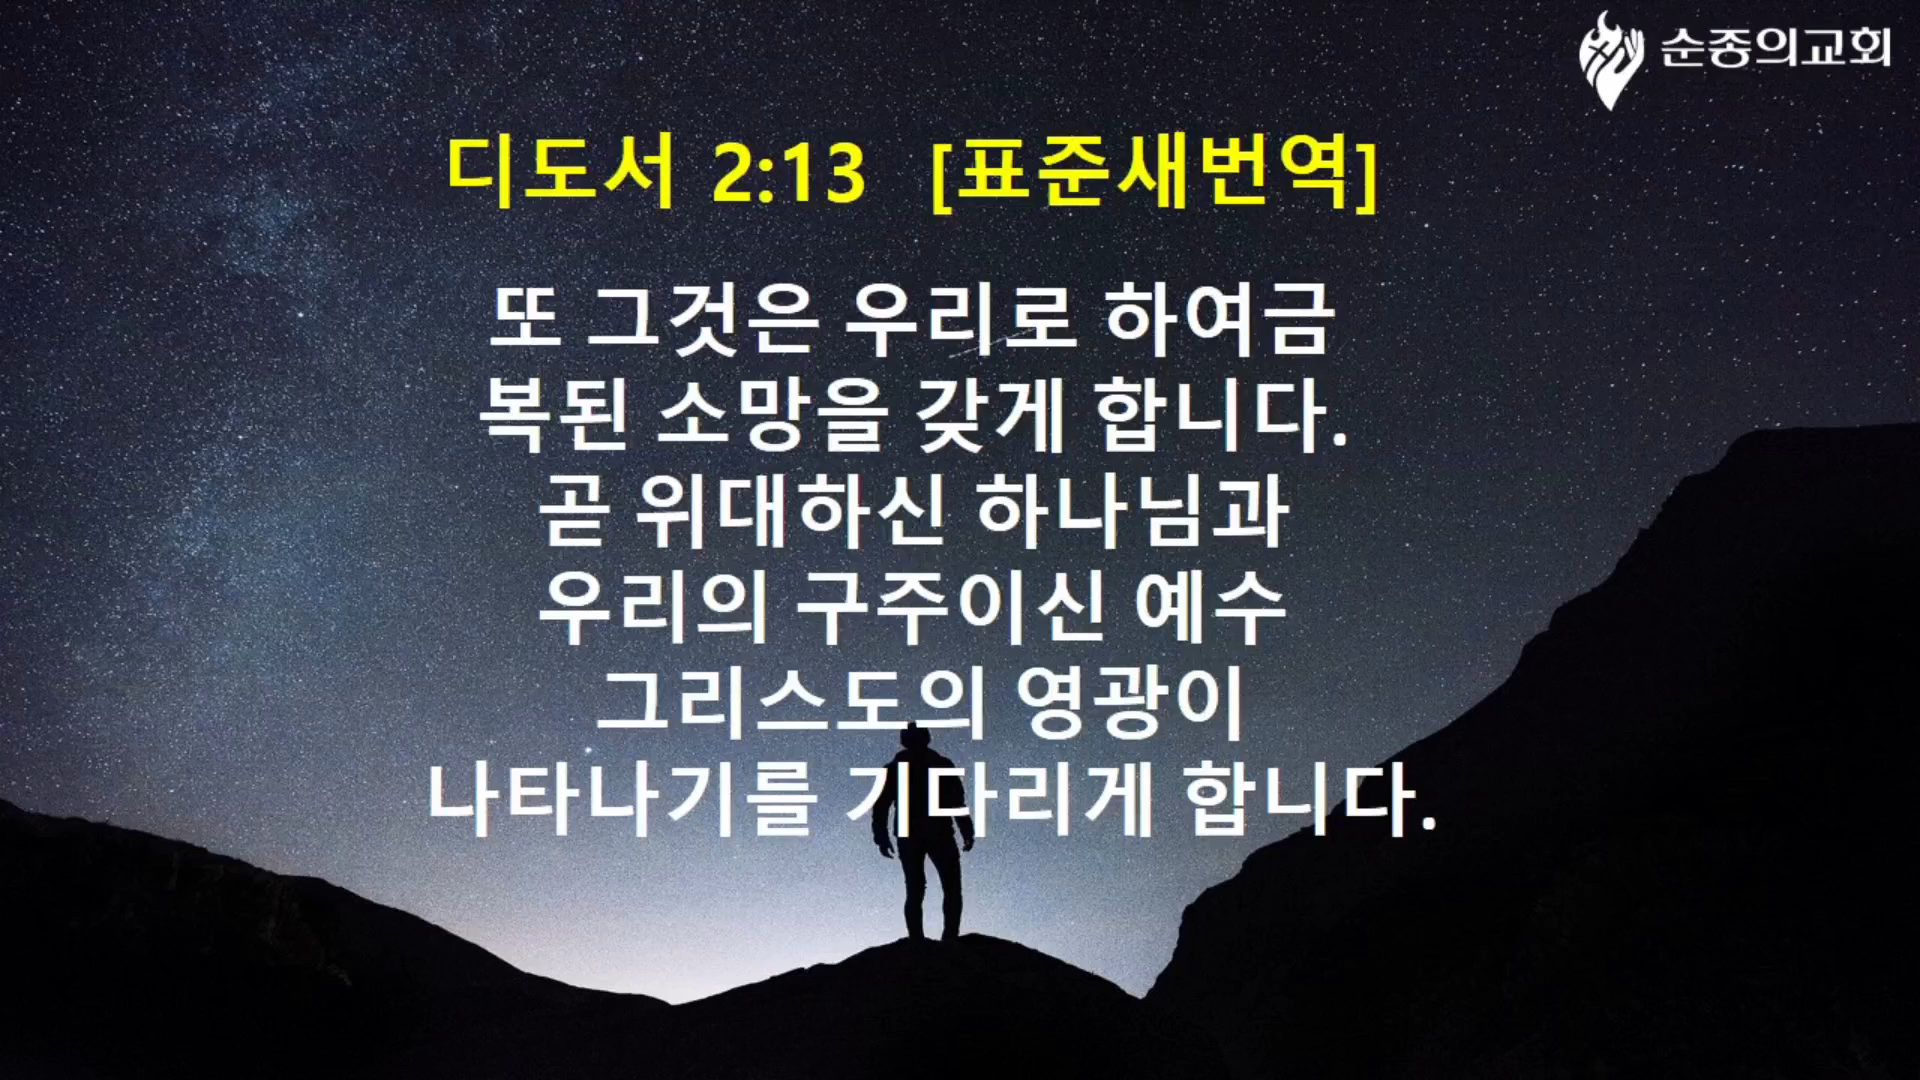 순종의교회
디도서 2:13 [표준새번역]
또 그것은 우리로 하여금
복된 소망을 갖게 합니다.
곧 위대하신 하나님과
우리의 구주이신 예수
그리스도의 영광이
나타나기를 기다리게 합니다.